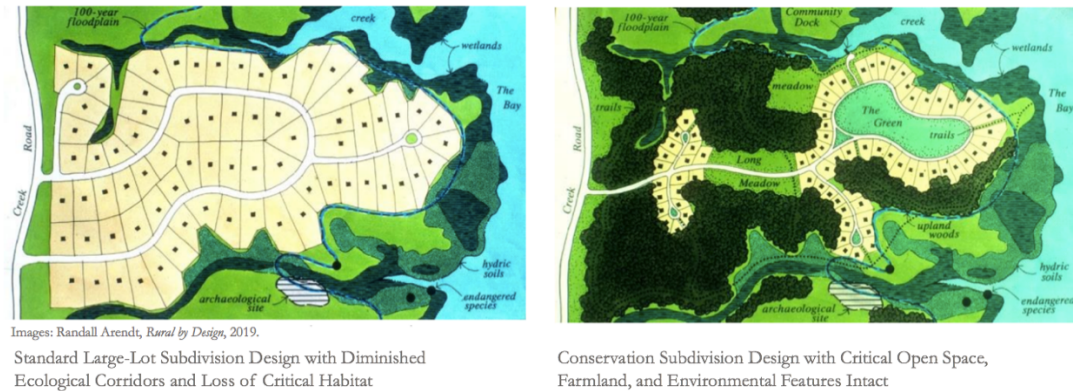 100-year
floodplain
creek
wetlands
The
Bay
Road
Creek
hydric
soils
endangered
species
archaeological
site
100-year
floodplain
Community
Dock
creek
wetlands
The
Bay
meadow
trails
The
Green
trails
Road
Long
Meadow
Creek
upland
woods
hydric
soils
endangered
species
archaeological
site
Images: Randall Arendt, Rural by Design, 2019.
Standard Large-Lot Subdivision Design with Diminished
Ecological Corridors and Loss of Critical Habitat
Conservation Subdivision Design with Critical Open Space,
Farmland, and Environmental Features Intact